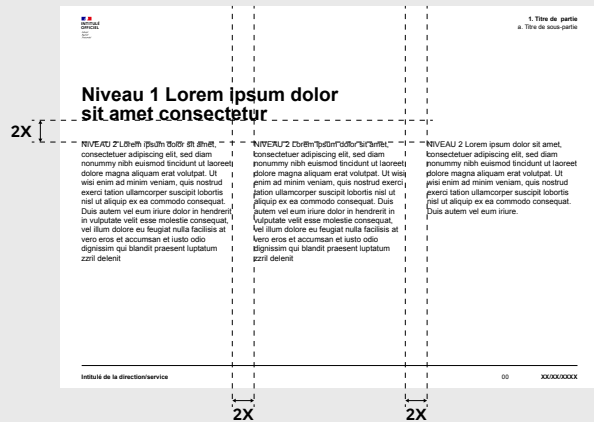 INTITULÉ
OFFICIEL
1. Titre de partie
a. Titre de sous-partie
Niveau 1 Lorem ipsum dolor
sit amet consectetur
2X
NIVEAU 2 Lorem ipsum dolor sit amet,
consectetuer adipiscing elit, sed diam
nonummy nibh euismod tincidunt ut laoreet
dolore magna aliquam erat volutpat. Ut
wisi enim ad minim veniam, quis nostrud
exerci tation ullamcorper suscipit lobortis
nisl ut aliquip ex ea commodo consequat.
Duis autem vel eum iriure dolor in hendrerit
in vulputate velit esse molestie consequat,
vel illum dolore eu feugiat nulla facilisis at
vero eros et accumsan et iusto odio
dignissim qui blandit praesent luptatum
zzril delenit
NIVEAU 2 Lorem ipsum dolor sit amet,
consectetuer adipiscing elit, sed diam
nonummy nibh euismod tincidunt ut laoreet
dolore magna aliquam erat volutpat. Ut wisi
enim ad minim veniam, quis nostrud exerci
tation ullamcorper suscipit lobortis nisl ut
aliquip ex ea commodo consequat. Duis
autem vel eum iriure dolor in hendrerit in
vulputate velit esse molestie consequat,
vel illum dolore eu feugiat nulla facilisis at
vero eros et accumsan et iusto odio
dignissim qui blandit praesent luptatum
zzril delenit
NIVEAU 2 Lorem ipsum dolor sit amet,
consectetuer adipiscing elit, sed diam
nonummy nibh euismod tincidunt ut laoreet
dolore magna aliquam erat volutpat. Ut
wisi enim ad minim veniam, quis nostrud
exerci tation ullamcorper suscipit lobortis
nisl ut aliquip ex ea commodo consequat.
Duis autem vel eum iriure.
Intitulé de la direction/service
00
XX/XX/XXXX
2X
2X